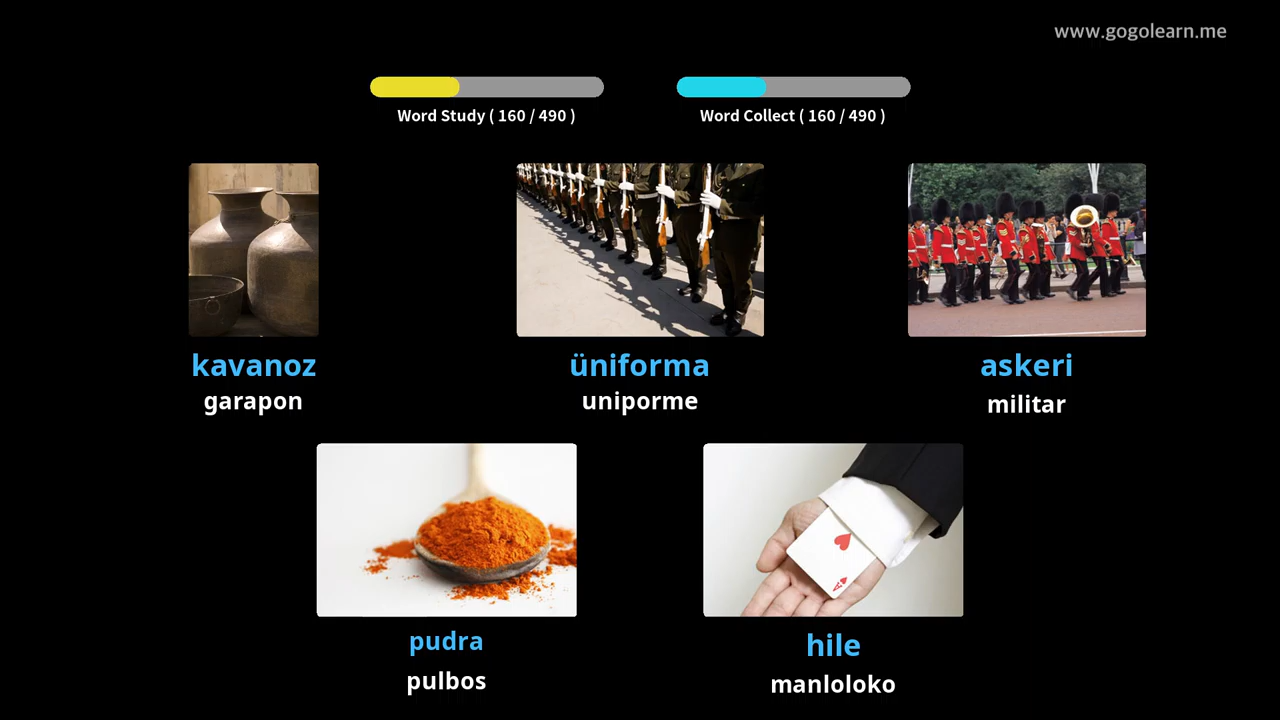 www.gogolearn.me
Word Study ( 160 / 490 )
Word Collect ( 160 / 490 )
kavanoz
garapon
üniforma
uniporme
askeri
militar
pudra
pulbos
hile
manloloko